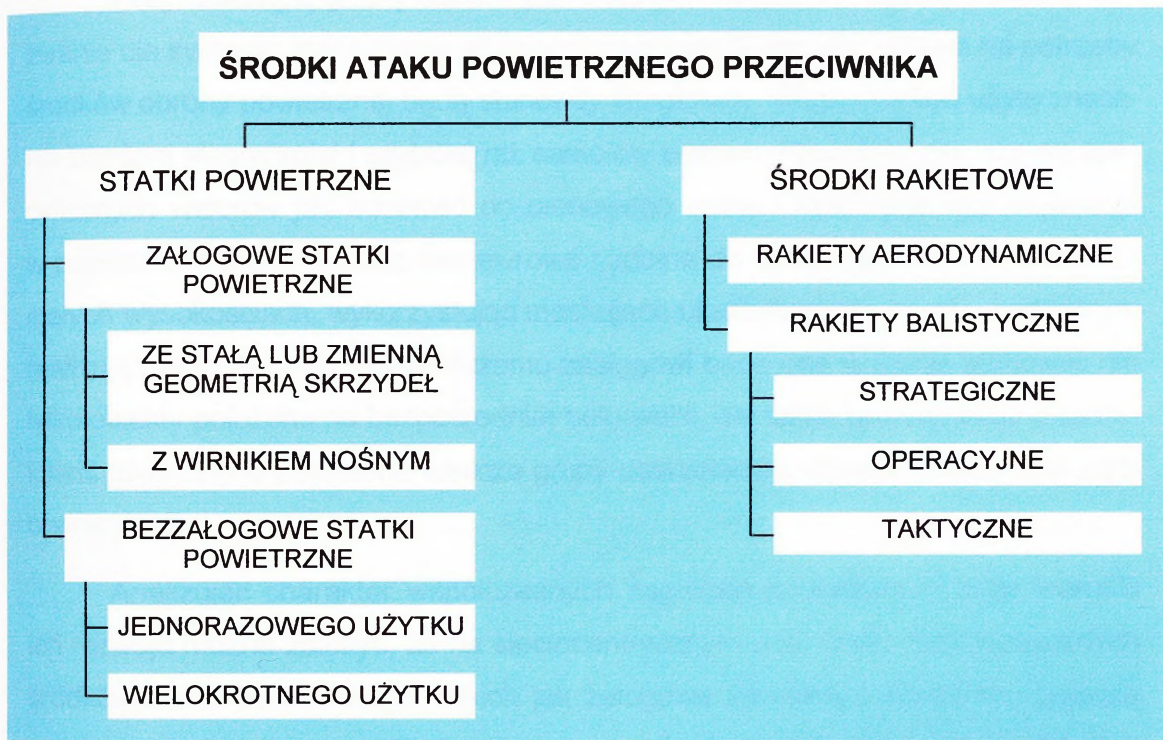 ŚRODKI ATAKU POWIETRZNEGO PRZECIWNIKA
STATKI POWIETRZNE
ZAŁOGOWE STATKI
POWIETRZNE
ZE STAŁĄ LUB ZMIENNĄ
GEOMETRIĄ SKRZYDEŁ
Z WIRNIKIEM NOŚNYM
BEZZAŁOGOWE STATKI
POWIETRZNE
JEDNORAZOWEGO UŻYTKU
WIELOKROTNEGO UŻYTKU
ŚRODKI RAKIETOWE
RAKIETY AERODYNAMICZNE
RAKIETY BALISTYCZNE
STRATEGICZNE
OPERACYJNE
TAKTYCZNE